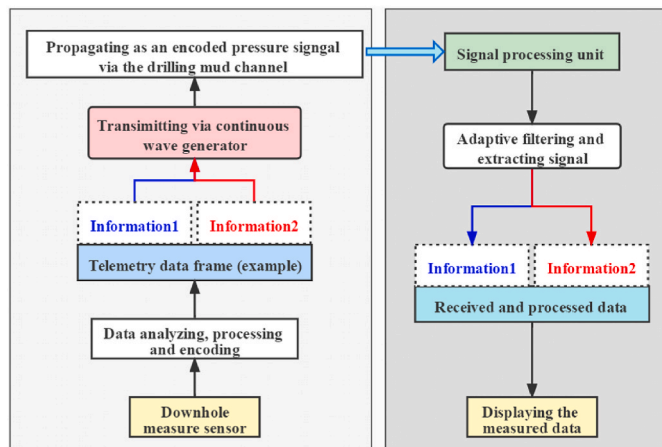 Propagating as an encoded pressure signgal
via the drilling mud channel
Transimitting via continuous
wave generator
Information1
Information2
Telemetry data frame (example)
Data analyzing, processing
and encoding
Downhole
measure sensor
Signal processing unit
Adaptive filtering and
extracting signal
Information1
Information2
Received and processed data
Displaying the
measured data